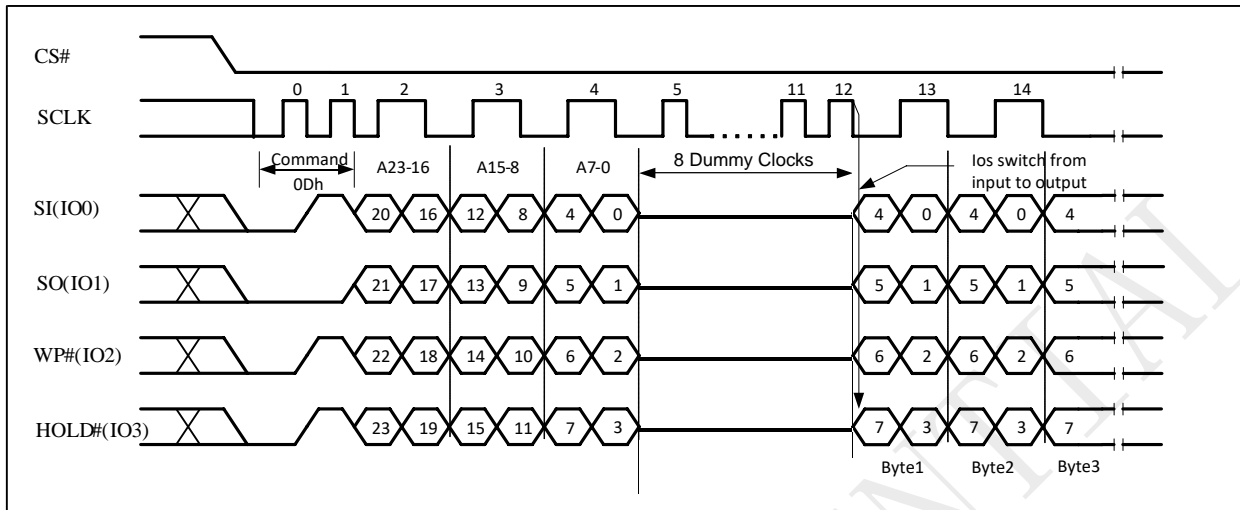 CS#
0 1 2 3 4 5 11 12 13 14
SCLK
Command A23-16 A15-8 A7-0 8 Dummy Clocks Ios switch from
0Dh input to output
SI(IO0) 20 16 12 8 4 0 4 0 4 0 4
SO(IO1) 21 17 13 9 5 1 5 1 5 1 5
WP#(IO2) 22 18 14 10 6 2 6 2 6 2 6
HOLD#(IO3) 23 19 15 11 7 3 7 3 7 3 7
Byte1 Byte2 Byte3